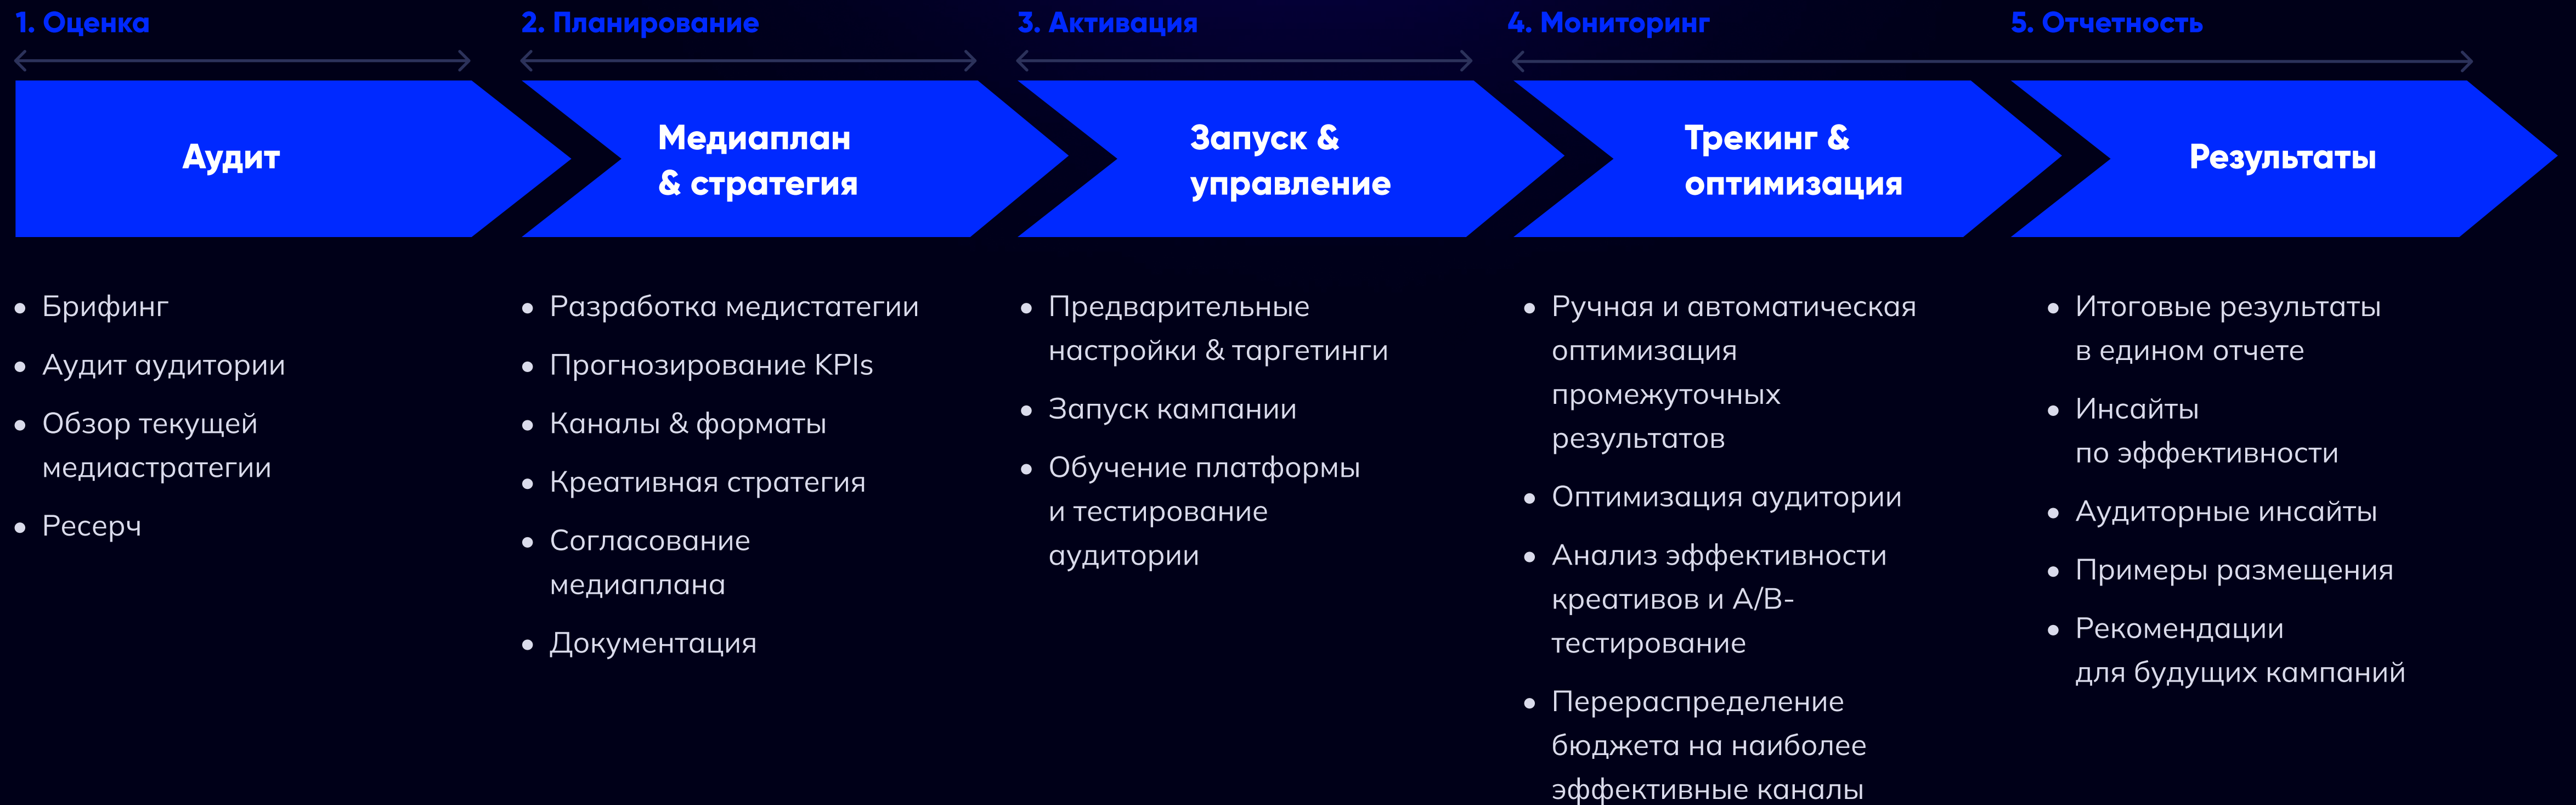 1. Оценка
2. Планирование
3. Активация
4. Мониторинг
5. Отчетность
Аудит
Медиаплан
& стратегия
Запуск &
управление
Трекинг &
оптимизация
Результаты
Брифинг
Аудит аудитории
Обзор текущей
медиастратегии
Ресерч
Разработка медистатегии
Прогнозирование KPIs
Каналы & форматы
Креативная стратегия
Согласование
медиаплана
Документация
Предварительные
настройки & таргетинги
Запуск кампании
Обучение платформы
и тестирование
аудитории
Ручная и автоматическая
оптимизация
промежуточных
результатов
Оптимизация аудитории
Анализ эффективности
креативов и A/B-
тестирование
Перераспределение
бюджета на наиболее
эффективные каналы
Итоговые результаты
в едином отчете
Инсайты
по эффективности
Аудиторные инсайты
Примеры размещения
Рекомендации
для будущих кампаний